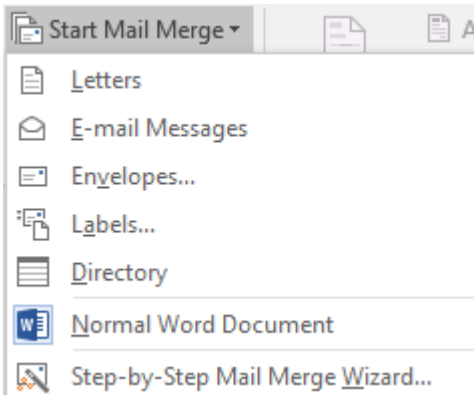 Start Mail Merge
A
Letters
E-mail Messages
Envelopes...
Labels...
Directory
W
Normal Word Document
Step-by-Step Mail Merge Wizard...